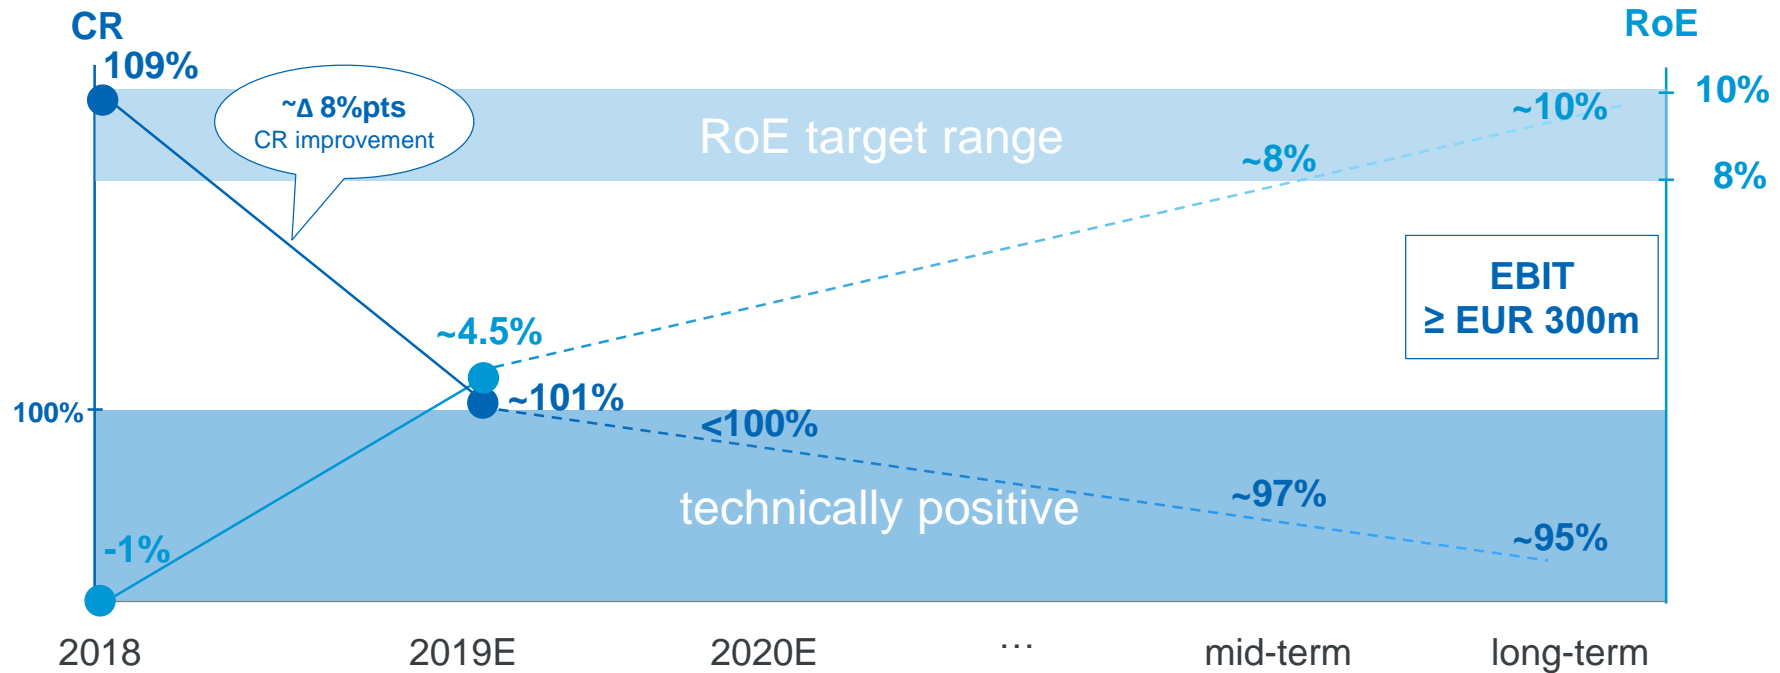 CR
RoE
109%
~Δ 8%pts
CR improvement
RoE target range
~10%
10%
~8%
8%
EBIT
≥ EUR 300m
~4.5%
~101%
100%
<100%
technically positive
~97%
~95%
-1%
2018
2019E
2020E
…
mid-term
long-term